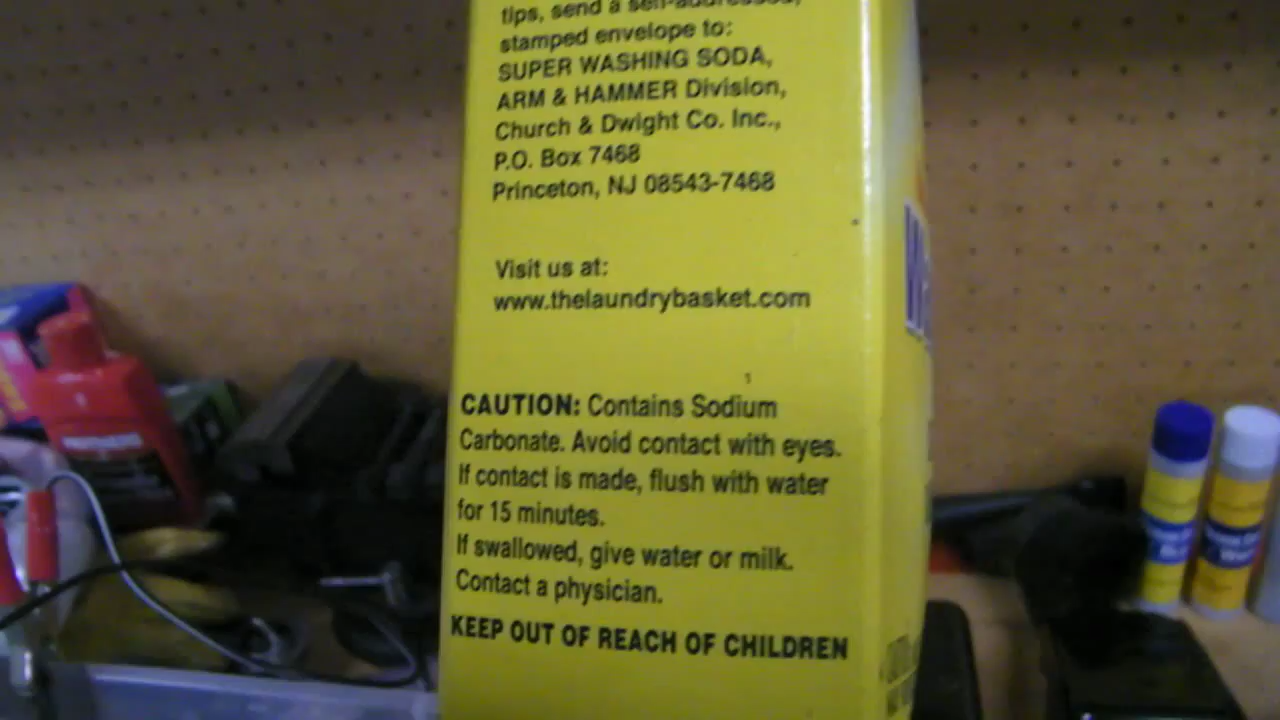 tips, send a self-addressed,
stamped envelope to:
SUPER WASHING SODA,
ARM & HAMMER Division,
Church & Dwight Co. Inc.,
P.O. Box 7468
Princeton, NJ 08543-7468
Visit us at:
www.thelaundrybasket.com
CAUTION: Contains Sodium
Carbonate. Avoid contact with eyes.
If contact is made, flush with water
for 15 minutes.
If swallowed, give water or milk.
Contact a physician.
KEEP OUT OF REACH OF CHILDREN